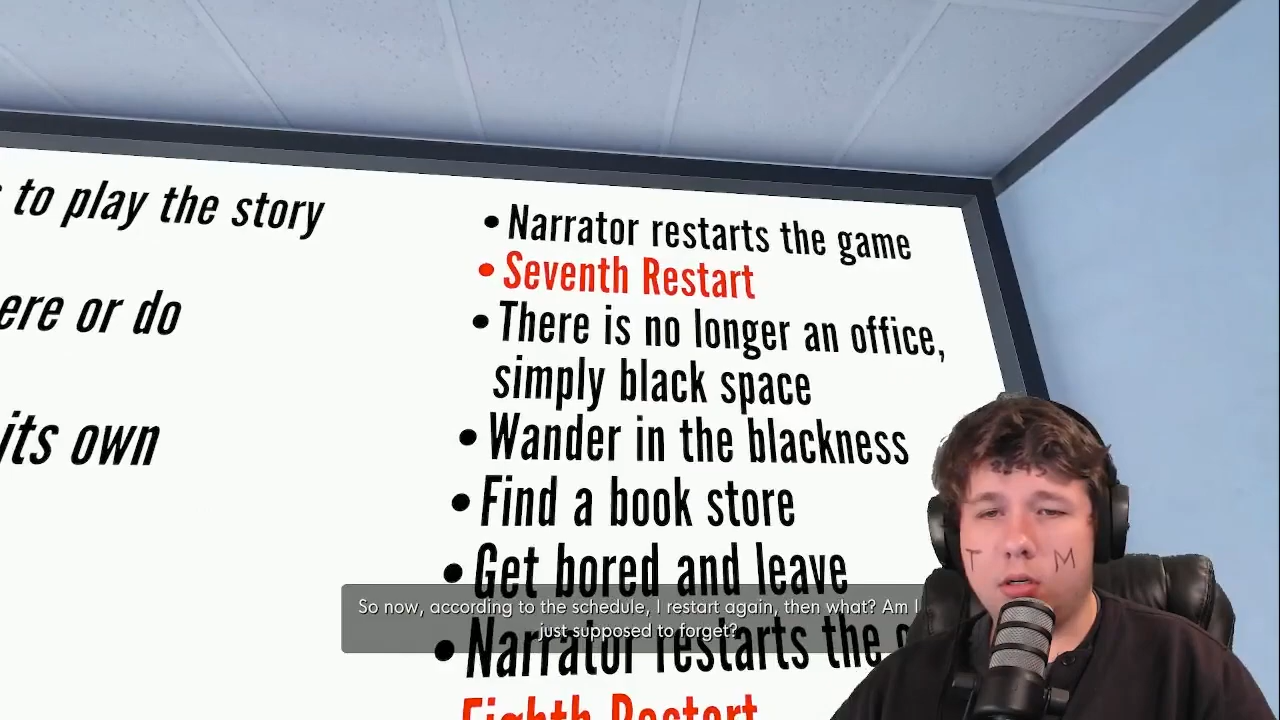 to play the story
ere or do
its own
• Narrator restarts the game
• Seventh Restart
• There is no longer an office,
simply black space
• Wander in the blackness
• Find a book store
• Get bored and leave
• Narrator restarts the
Eighth Restart
So now, according to the schedule, I restart again, then what? Am I
just supposed to forget?
T M